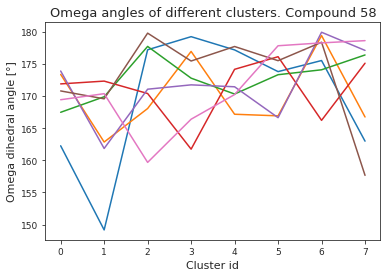 Omega angles of different clusters. Compound 58
Omega dihedral angle [°]
180
175
170
165
160
155
150
0 1 2 3 4 5 6 7
Cluster id